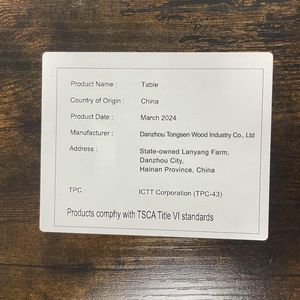 Product Name : Table
Country of Origin : China
Product Date : March 2024
Manufacturer : Danzhou Tongsen Wood Industry Co., Ltd
Address : State-owned Lanyang Farm,
Danzhou City,
Hainan Province, China
TPC : ICTT Corporation (TPC-43)
Products comphy with TSCA Title VI standards